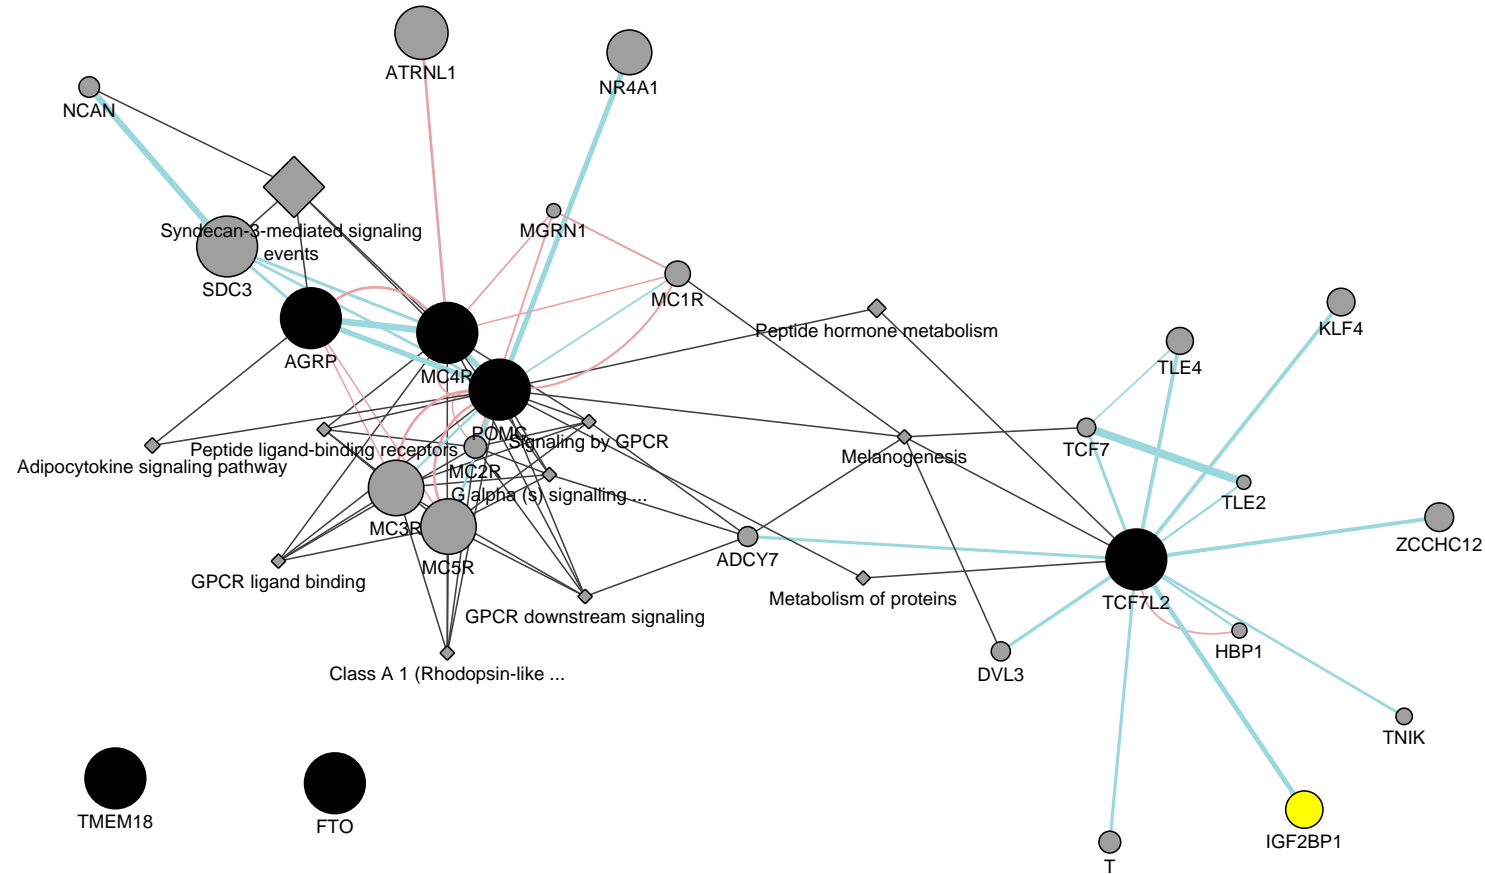 ATRNL1
NR4A1
NCAN
MGRN1
Syndecan-3-mediated signaling
events
SDC3
MC1R
Peptide hormone metabolism
KLF4
AGRP
TLE4
MC4R
POMC
Signaling by GPCR
TCF7
Peptide ligand-binding receptors
Melanogenesis
Adipocytokine signaling pathway
MC2R
G alpha (s) signalling ...
TLE2
MC3R
ZCCHC12
MC5R
ADCY7
GPCR ligand binding
Metabolism of proteins
TCF7L2
GPCR downstream signaling
HBP1
Class A 1 (Rhodopsin-like ...
DVL3
TNIK
TMEM18
FTO
IGF2BP1
T